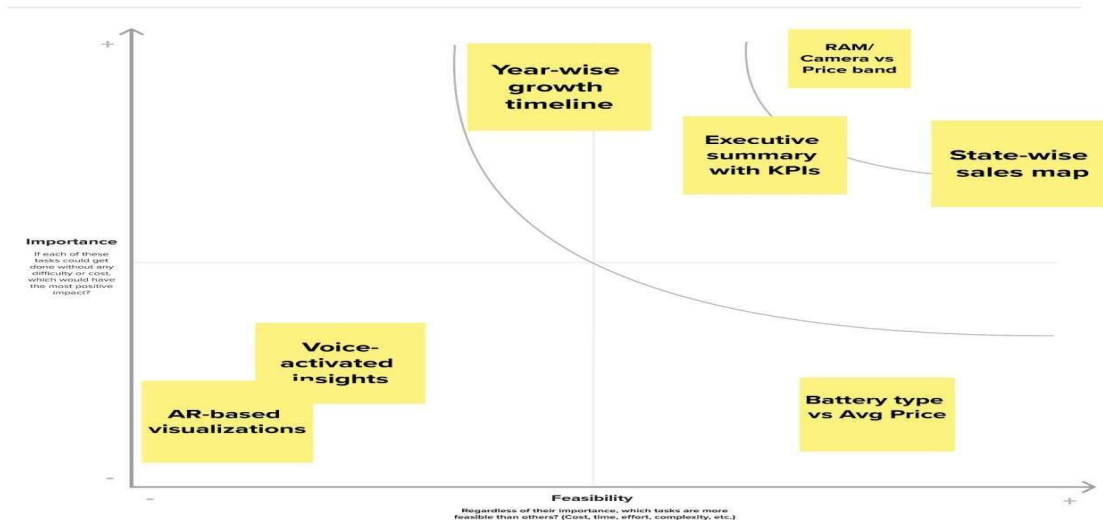 +
Year-wise
growth
timeline
RAM/
Camera vs
Price band
Executive
summary
with KPIs
State-wise
sales map
Importance
If each of these
tasks could get
done without any
difficulty or cost,
which would have
the most positive
impact?
Voice-
activated
insights
AR-based
visualizations
Battery type
vs Avg Price
-
-
Feasibility
+
Regardless of their importance, which tasks are more
feasible than others? (Cost, time, effort, complexity, etc.)